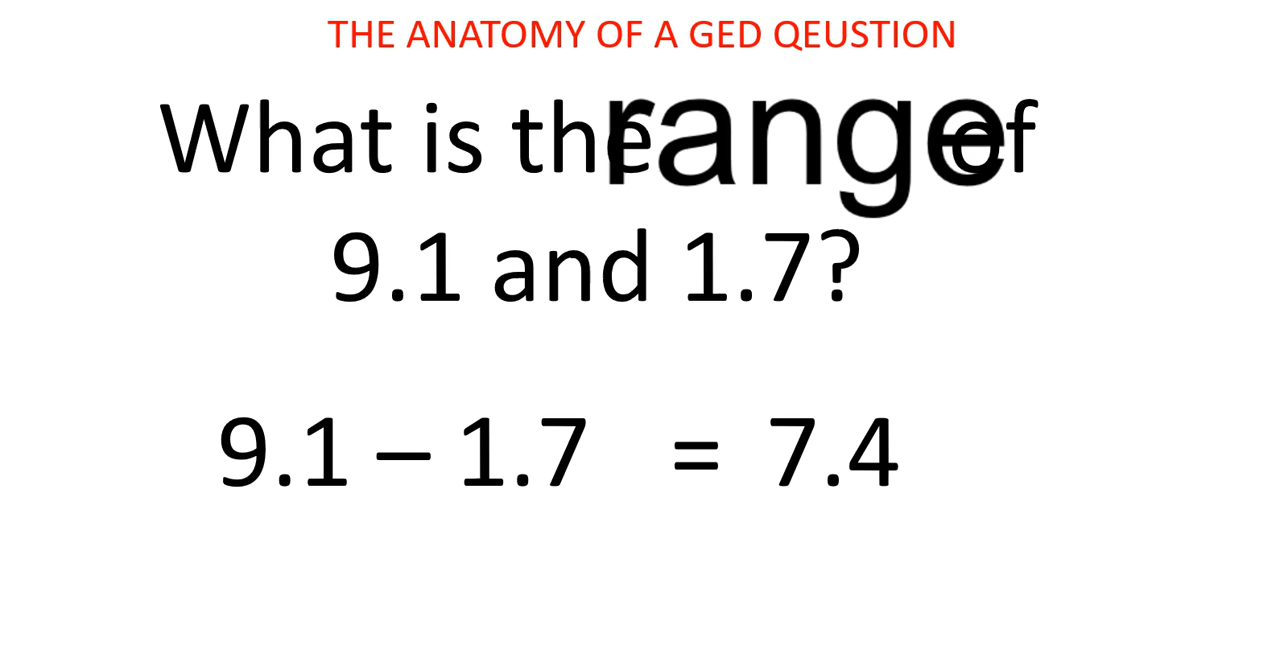 THE ANATOMY OF A GED QEUSTION
What is the range of
9.1 and 1.7?
9.1 – 1.7 = 7.4